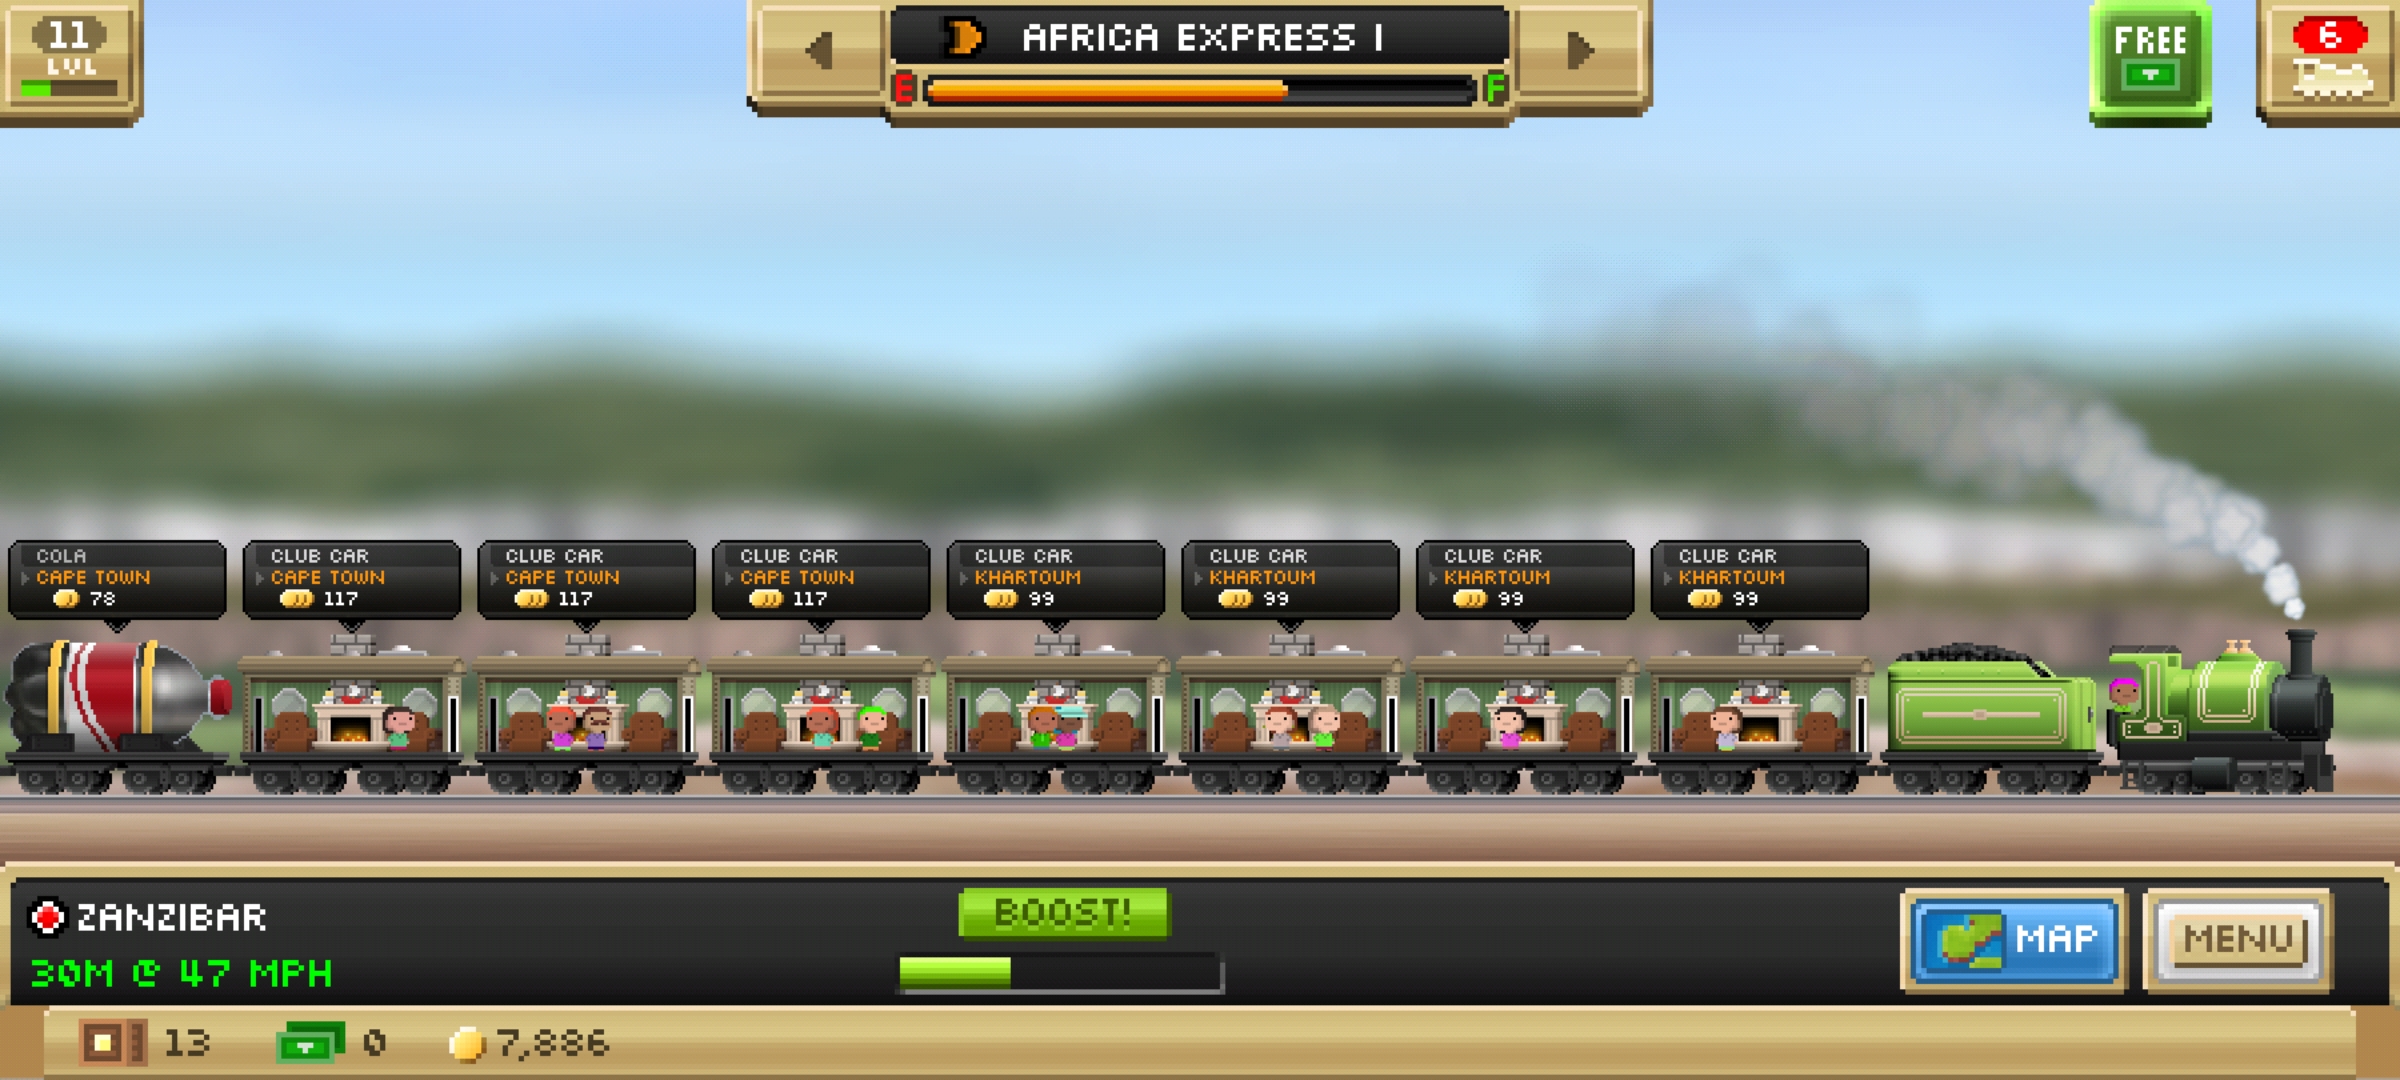 11
LVL
AFRICA EXPRESS I
E
F
FREE
6
COLA
CAPE TOWN
78
CLUB CAR
CAPE TOWN
117
CLUB CAR
CAPE TOWN
117
CLUB CAR
CAPE TOWN
117
CLUB CAR
KHARTOUM
99
CLUB CAR
KHARTOUM
99
CLUB CAR
KHARTOUM
99
CLUB CAR
KHARTOUM
99
ZANZIBAR
30M @ 47 MPH
BOOST!
MAP
MENU
13
0
7,886